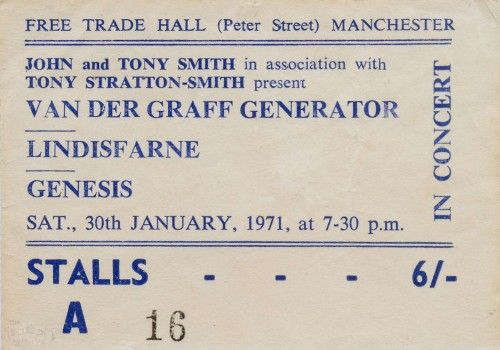 FREE TRADE HALL (Peter Street) MANCHESTER
JOHN and TONY SMITH in association with
TONY STRATTON-SMITH present
VAN DER GRAFF GENERATOR
LINDISFARNE
GENESIS
SAT., 30th JANUARY, 1971, at 7-30 p.m.
IN CONCERT
STALLS - - - 6/-
A 16